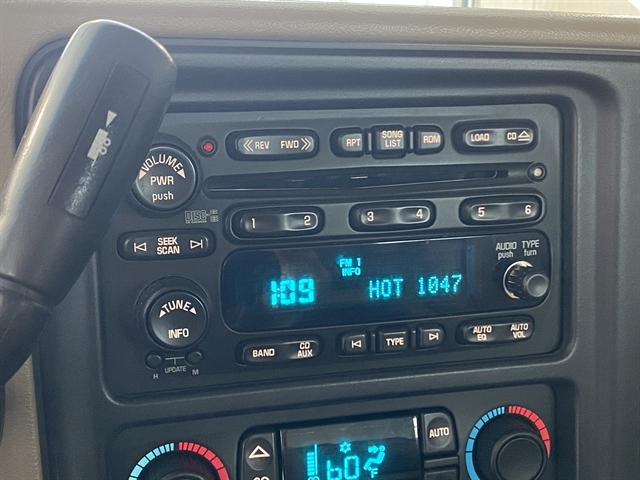 REV FWD
RPT
SONG
LIST
RDM
LOAD CD
VOLUME
PWR
push
DISC
1 2
3 4
5 6
SEEK
SCAN
FM 1
INFO
109 HOT 1047
AUDIO TYPE
push turn
TUNE
INFO
H UPDATE M
BAND CD
AUX
TYPE
AUTO
EQ
AUTO
VOL
AUTO
60 F